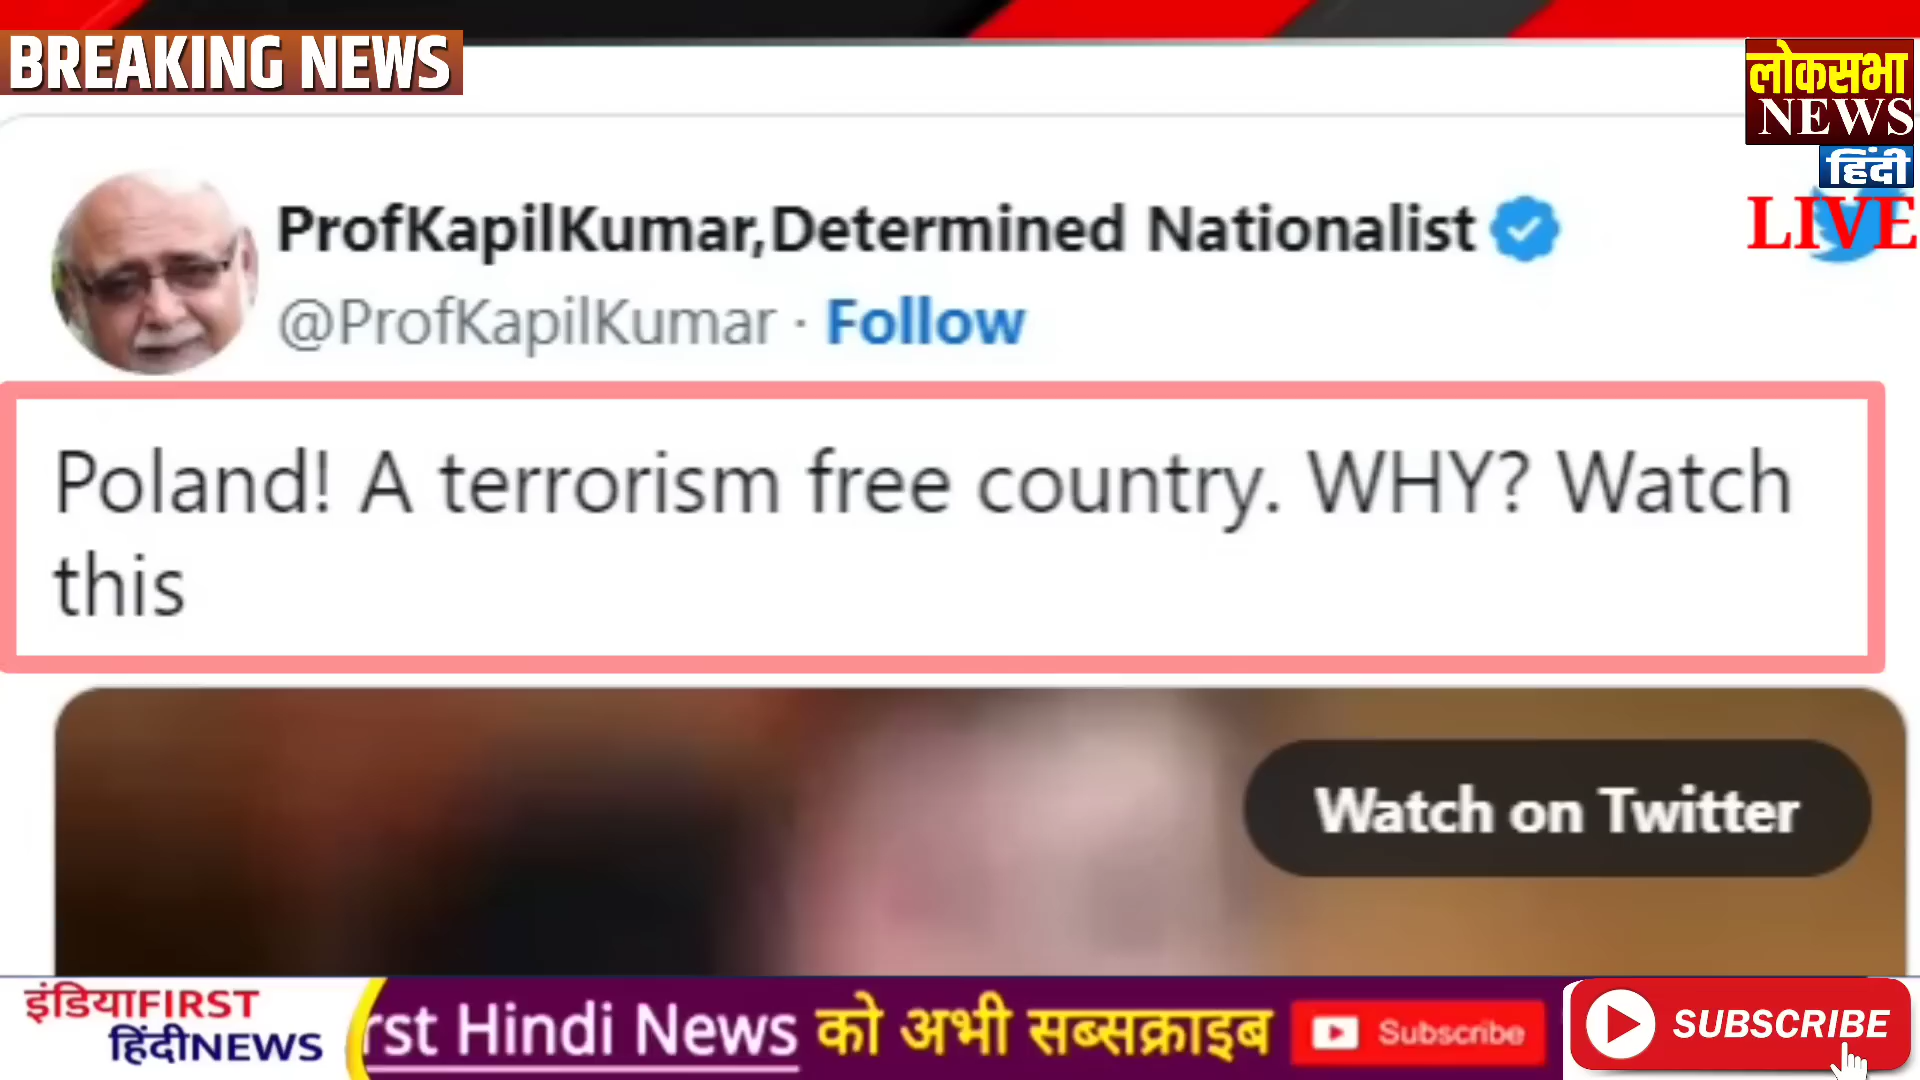 BREAKING NEWS
लोकसभा
NEWS
हिंदी
LIVE
ProfKapilKumar,Determined Nationalist
@ProfKapilKumar · Follow
Poland! A terrorism free country. WHY? Watch
this
Watch on Twitter
इंडियाFIRST
हिंदीNEWS
rst Hindi News को अभी सब्सक्राइब
Subscribe
SUBSCRIBE